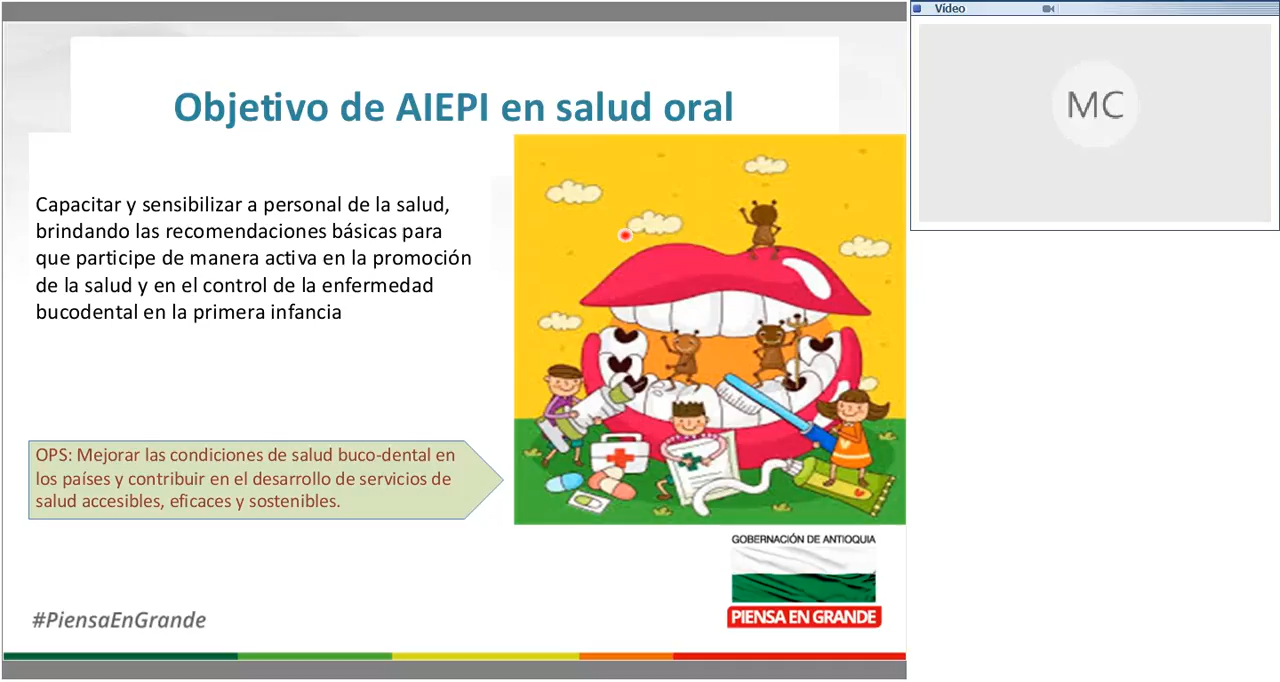 Vídeo
MC
Objetivo de AIEPI en salud oral
Capacitar y sensibilizar a personal de la salud,
brindando las recomendaciones básicas para
que participe de manera activa en la promoción
de la salud y en el control de la enfermedad
bucodental en la primera infancia
OPS: Mejorar las condiciones de salud buco-dental en
los países y contribuir en el desarrollo de servicios de
salud accesibles, eficaces y sostenibles.
GOBERNACIÓN DE ANTIOQUIA
PIENSA EN GRANDE
#PiensaEnGrande